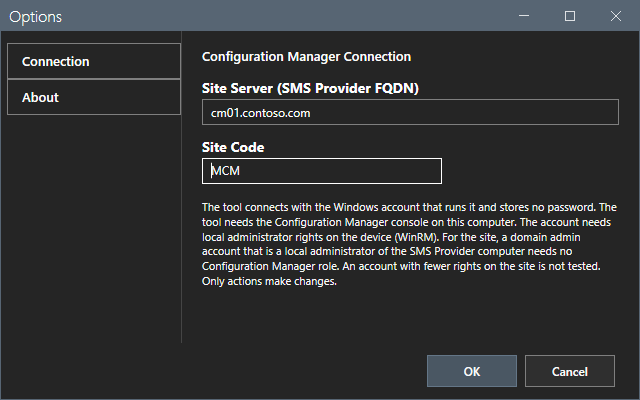 Options
Connection
About
Configuration Manager Connection
Site Server (SMS Provider FQDN)
cm01.contoso.com
Site Code
MCM
The tool connects with the Windows account that runs it and stores no password. The
tool needs the Configuration Manager console on this computer. The account needs
local administrator rights on the device (WinRM). For the site, a domain admin
account that is a local administrator of the SMS Provider computer needs no
Configuration Manager role. An account with fewer rights on the site is not tested.
Only actions make changes.
OK
Cancel